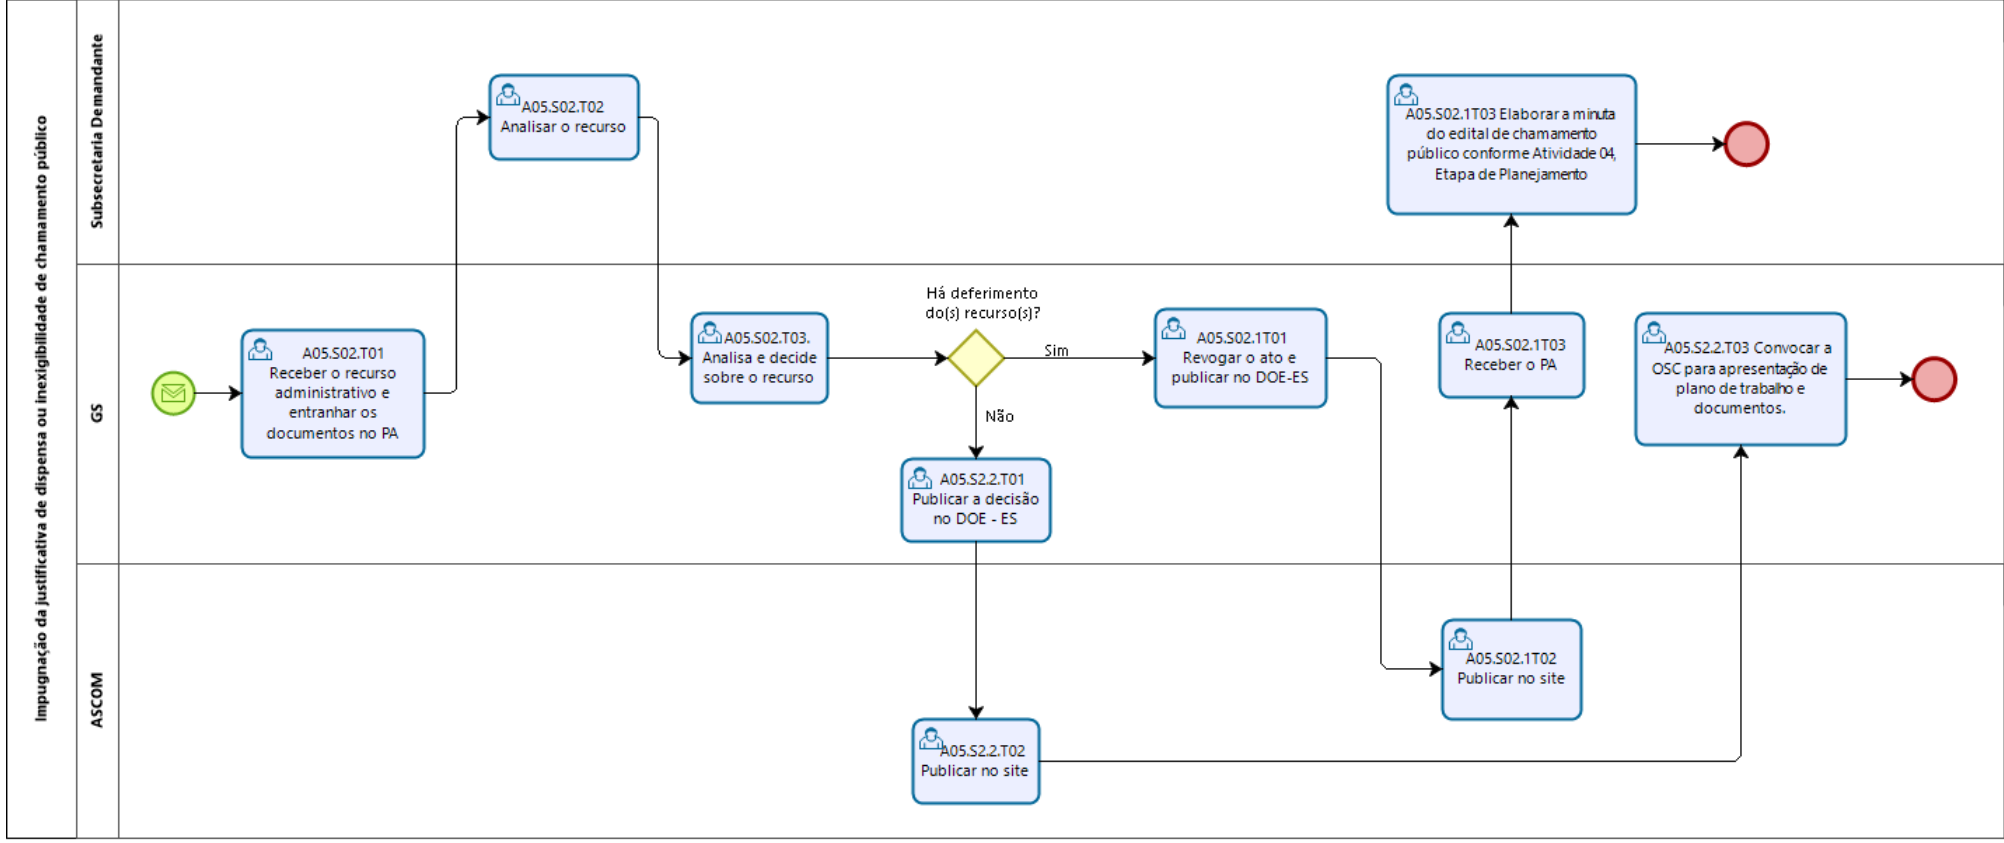 Impugnação da justificativa de dispensa ou inexigibilidade de chamamento público
Subsecretaria Demandante
A05.S02.T02
Analisar o recurso
A05.S02.1T03 Elaborar a minuta
do edital de chamamento
público conforme Atividade 04,
Etapa de Planejamento
GS
A05.S02.T01
Receber o recurso
administrativo e
entranhar os
documentos no PA
A05.S02.T03.
Analisa e decide
sobre o recurso
Há deferimento
do(s) recurso(s)?
Sim
Não
A05.S02.1T01
Revogar o ato e
publicar no DOE-ES
A05.S02.1T03
Receber o PA
A05.S2.2.T03 Convocar a
OSC para apresentação de
plano de trabalho e
documentos.
A05.S2.2.T01
Publicar a decisão
no DOE - ES
ASCOM
A05.S02.1T02
Publicar no site
A05.S2.2.T02
Publicar no site